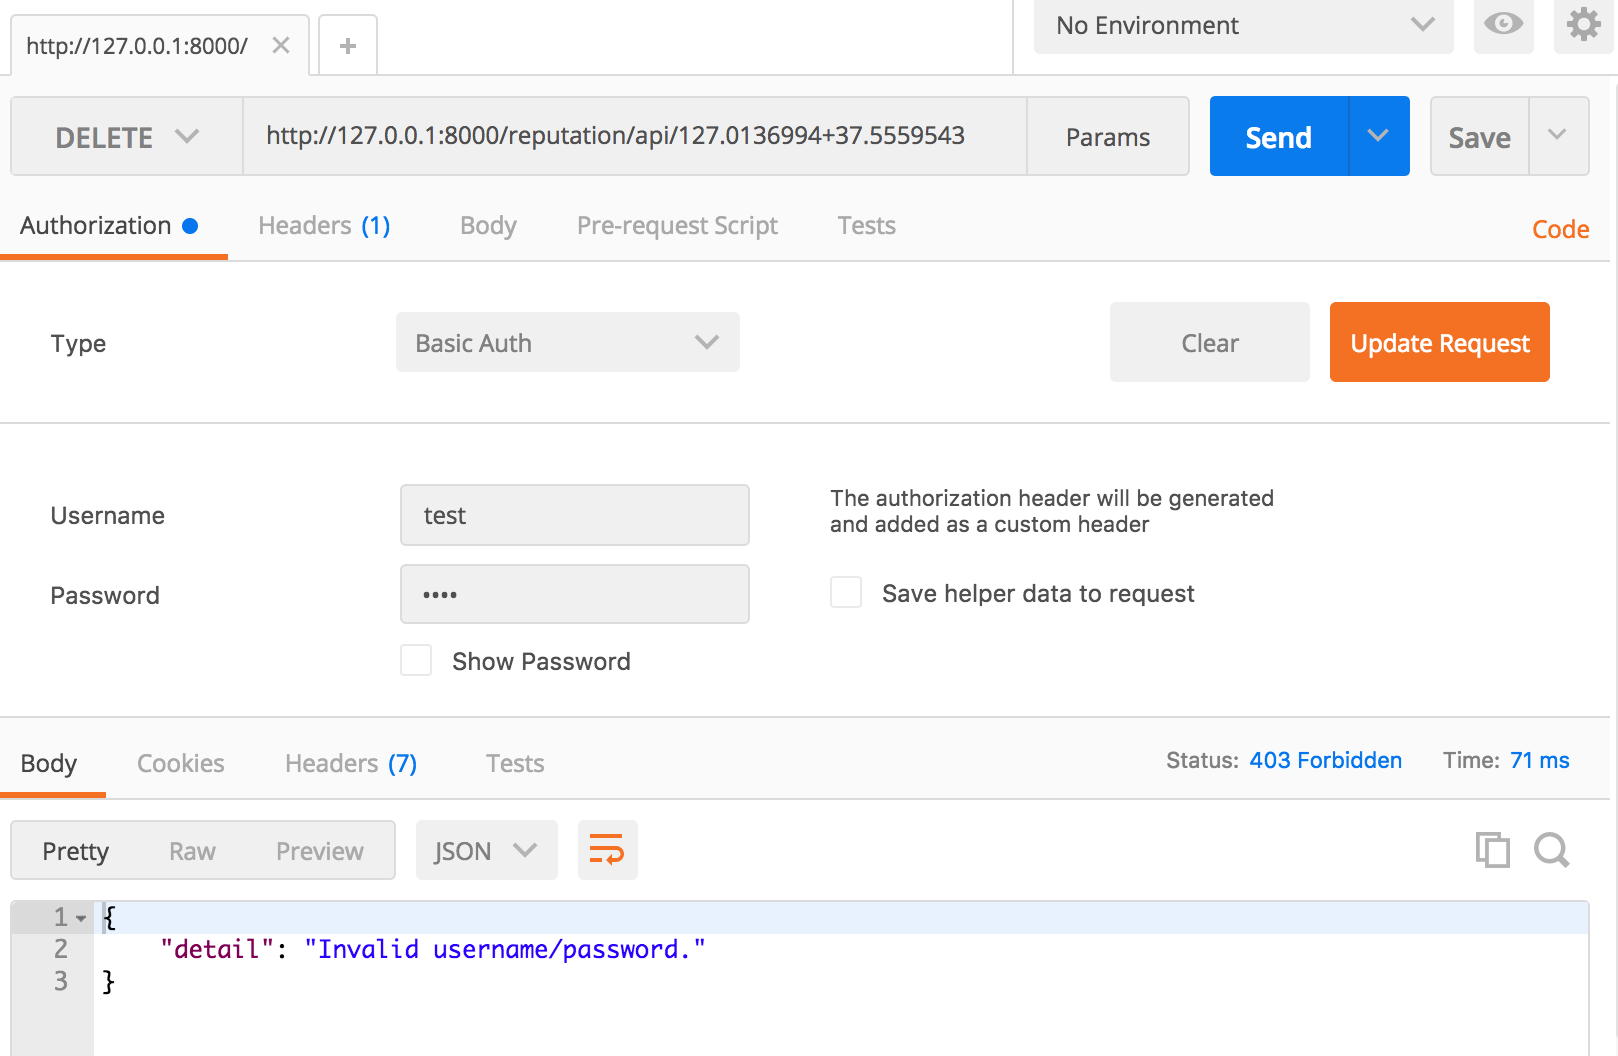 http://127.0.0.1:8000/
No Environment
DELETE http://127.0.0.1:8000/reputation/api/127.0136994+37.5559543 Params Send Save
Authorization Headers (1) Body Pre-request Script Tests Code
Type Basic Auth Clear Update Request
Username test
The authorization header will be generated
and added as a custom header
Password ••••
Save helper data to request
Show Password
Body Cookies Headers (7) Tests Status: 403 Forbidden Time: 71 ms
Pretty Raw Preview JSON
1 {
2 "detail": "Invalid username/password."
3 }